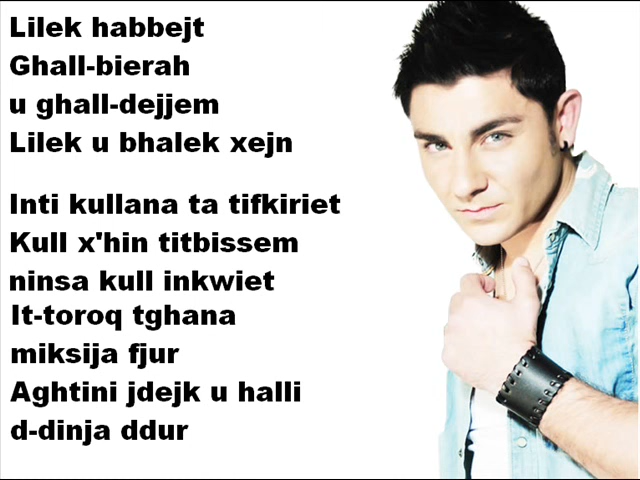 Lilek habbejt
Ghall-bierah
u ghall-dejjem
Lilek u bhalek xejn
Inti kullana ta tifkiriet
Kull x'hin titbissem
ninsa kull inkwiet
It-toroq tghana
miksija fjur
Aghtini jdejk u halli
d-dinja ddur